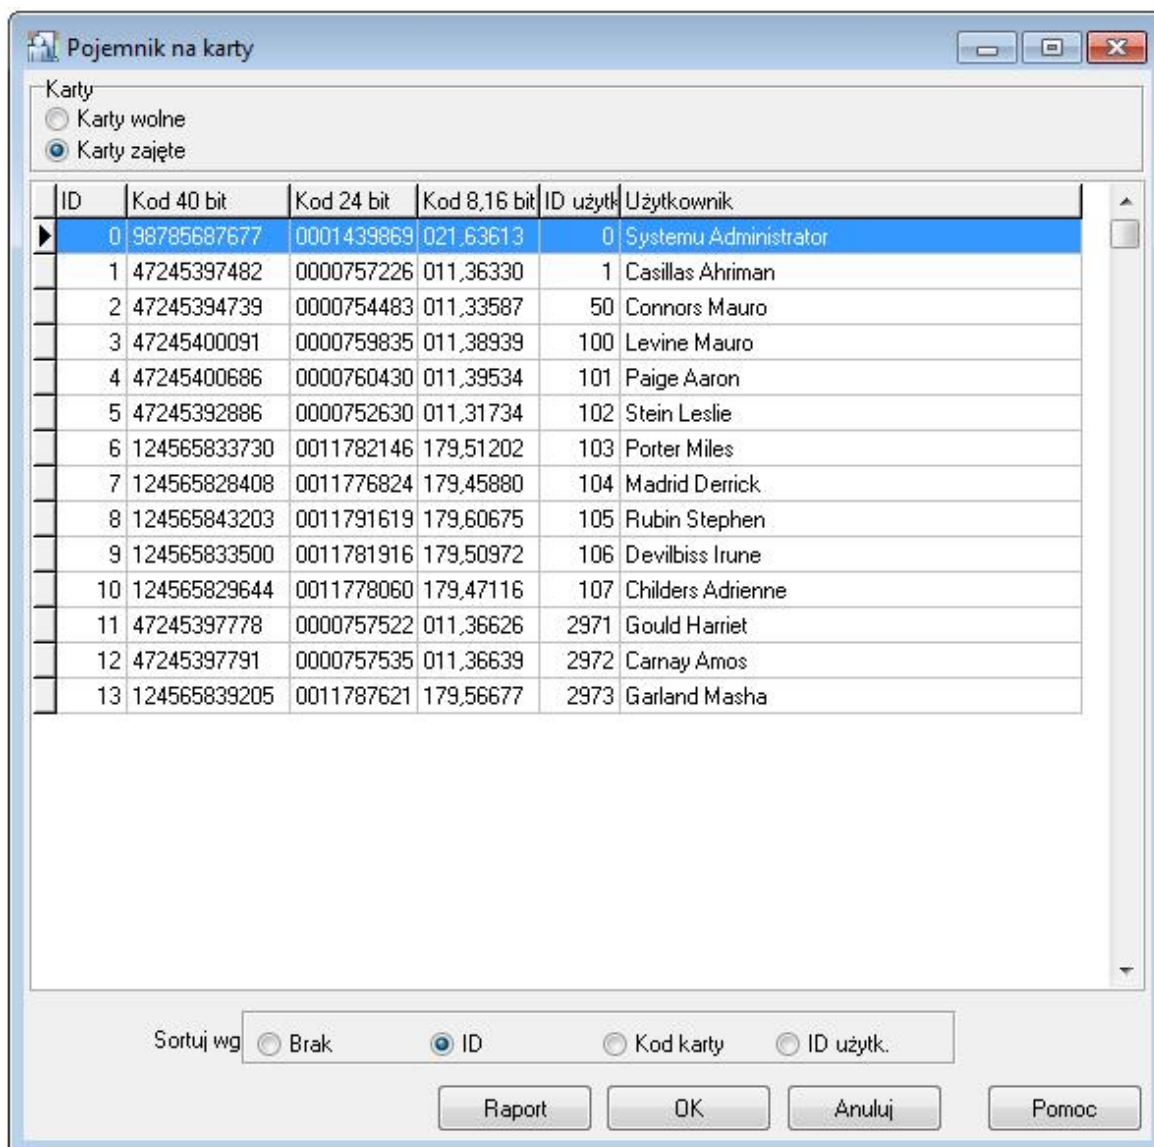 Pojemnik na karty
Karty
Karty wolne
Karty zajęte
ID Kod 40 bit Kod 24 bit Kod 8,16 bit ID użytk Użytkownik
0 98785687677 0001439869 021,63613 0 Systemu Administrator
1 47245397482 0000757226 011,36330 1 Casillas Ahriman
2 47245394739 0000754483 011,33587 50 Connors Mauro
3 47245400091 0000759835 011,38939 100 Levine Mauro
4 47245400686 0000760430 011,39534 101 Paige Aaron
5 47245392886 0000752630 011,31734 102 Stein Leslie
6 124565833730 0011782146 179,51202 103 Porter Miles
7 124565828408 0011776824 179,45880 104 Madrid Derrick
8 124565843203 0011791619 179,60675 105 Rubin Stephen
9 124565833500 0011781916 179,50972 106 Devilbiss Irune
10 124565829644 0011778060 179,47116 107 Childers Adrienne
11 47245397778 0000757522 011,36626 2971 Gould Harriet
12 47245397791 0000757535 011,36639 2972 Carnay Amos
13 124565839205 0011787621 179,56677 2973 Garland Masha
Sortuj wg Brak ID Kod karty ID użytk.
Raport OK Anuluj Pomoc